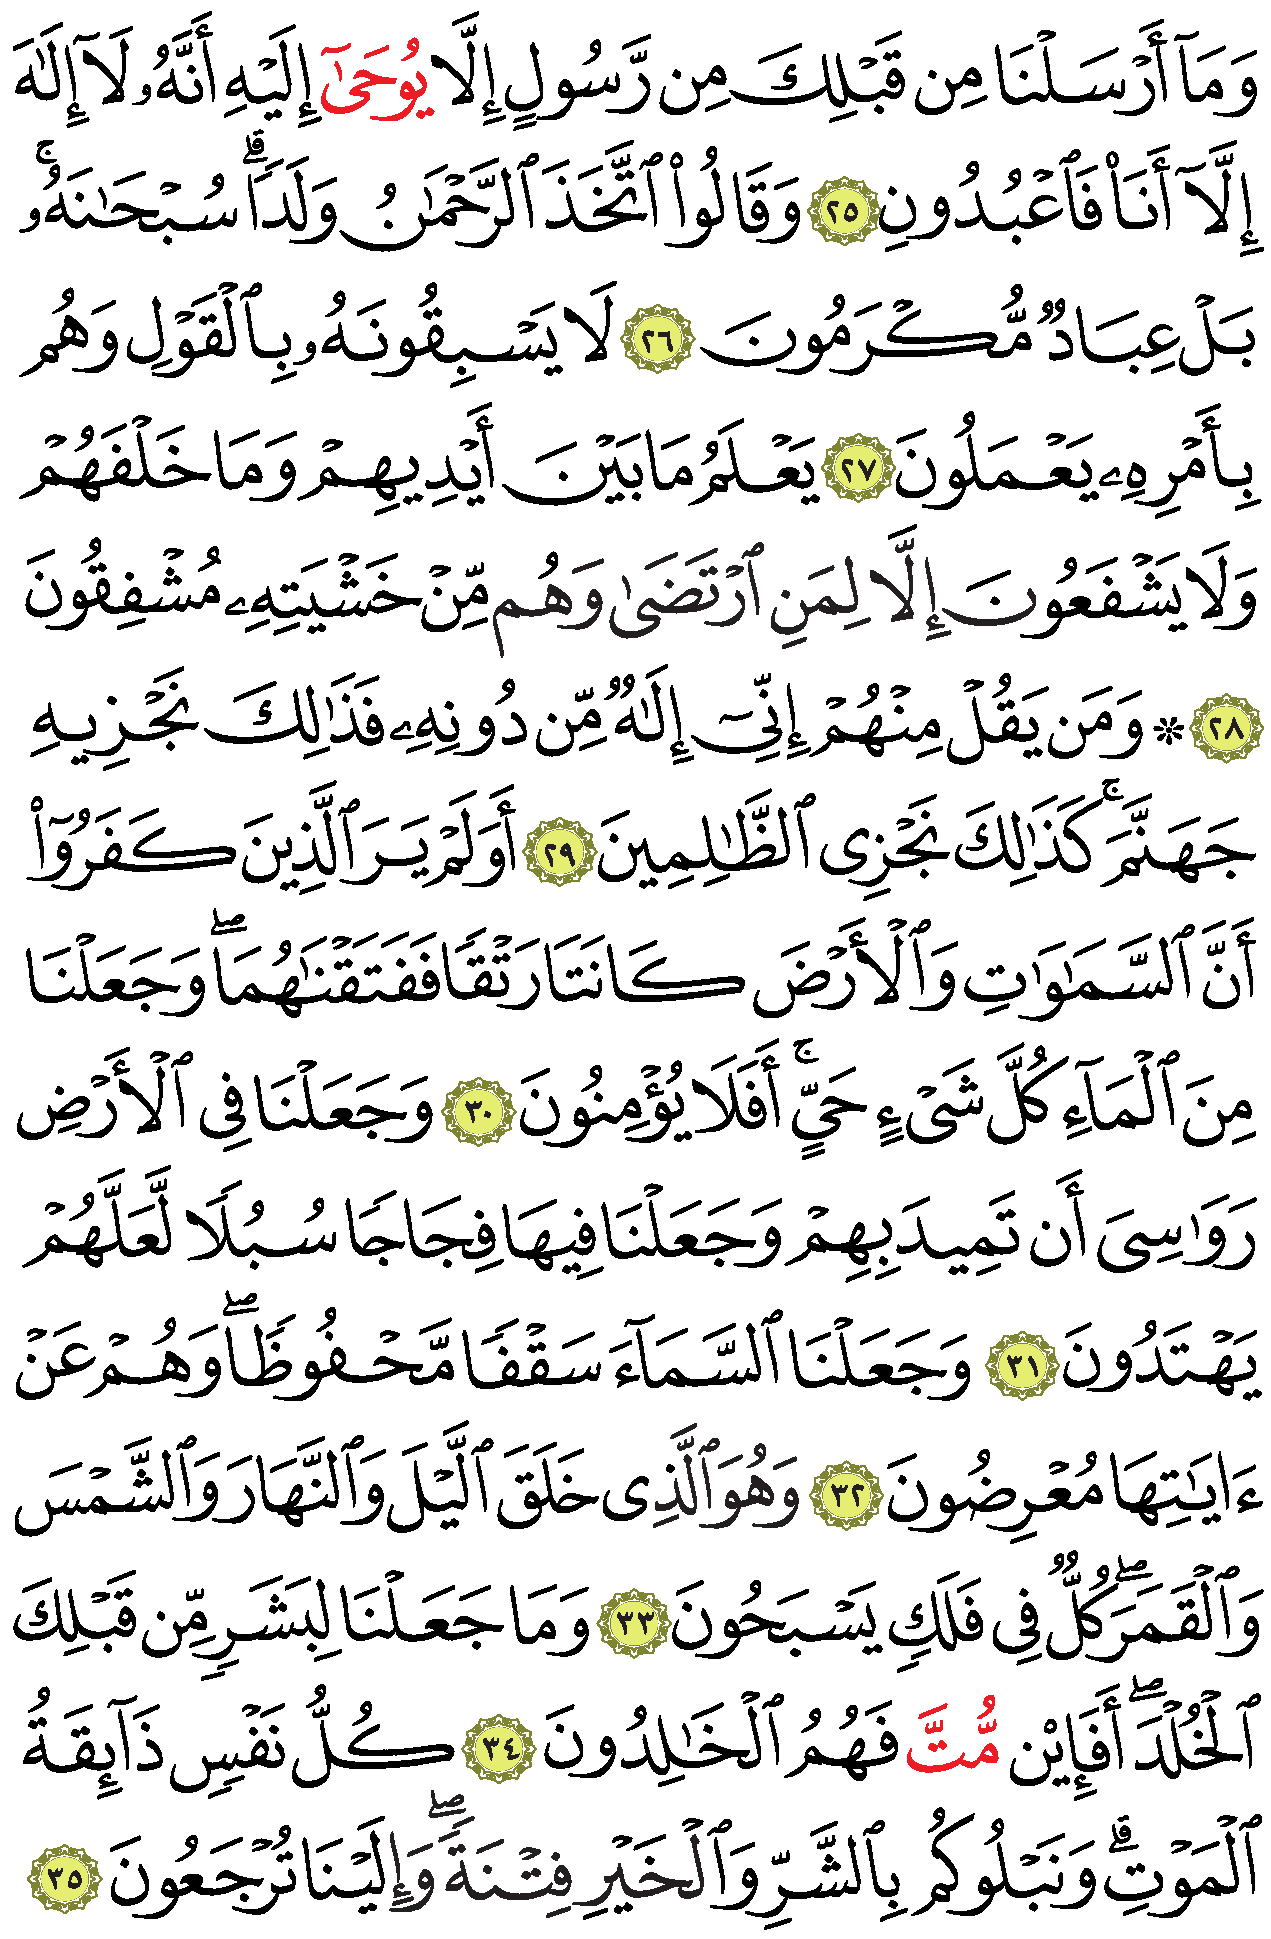 وَمَآ أَرْسَلْنَا مِن قَبْلِكَ مِن رَّسُولٍ إِلَّا يُوحَىٰٓ إِلَيْهِ أَنَّهُۥ لَآ إِلَٰهَ
إِلَّآ أَنَا۠ فَٱعْبُدُونِ ٢٥ وَقَالُوا۟ ٱتَّخَذَ ٱلرَّحْمَٰنُ وَلَدًا ۗ سُبْحَٰنَهُۥ ۚ
بَلْ عِبَادٌ مُّكْرَمُونَ ٢٦ لَا يَسْبِقُونَهُۥ بِٱلْقَوْلِ وَهُم
بِأَمْرِهِۦ يَعْمَلُونَ ٢٧ يَعْلَمُ مَا بَيْنَ أَيْدِيهِمْ وَمَا خَلْفَهُمْ
وَلَا يَشْفَعُونَ إِلَّا لِمَنِ ٱرْتَضَىٰ وَهُم مِّنْ خَشْيَتِهِۦ مُشْفِقُونَ
٢٨ ۞ وَمَن يَقُلْ مِنْهُمْ إِنِّىٓ إِلَٰهٌ مِّن دُونِهِۦ فَذَٰلِكَ نَجْزِيهِ
جَهَنَّمَ ۚ كَذَٰلِكَ نَجْزِى ٱلظَّٰلِمِينَ ٢٩ أَوَلَمْ يَرَ ٱلَّذِينَ كَفَرُوٓا۟
أَنَّ ٱلسَّمَٰوَٰتِ وَٱلْأَرْضَ كَانَتَا رَتْقًا فَفَتَقْنَٰهُمَا ۖ وَجَعَلْنَا
مِنَ ٱلْمَآءِ كُلَّ شَىْءٍ حَىٍّ ۚ أَفَلَا يُؤْمِنُونَ ٣٠ وَجَعَلْنَا فِى ٱلْأَرْضِ
رَوَٰسِىَ أَن تَمِيدَ بِهِمْ وَجَعَلْنَا فِيهَا فِجَاجًا سُبُلًا لَّعَلَّهُمْ
يَهْتَدُونَ ٣١ وَجَعَلْنَا ٱلسَّمَآءَ سَقْفًا مَّحْفُوظًا ۖ وَهُمْ عَنْ
ءَايَٰتِهَا مُعْرِضُونَ ٣٢ وَهُوَ ٱلَّذِى خَلَقَ ٱلَّيْلَ وَٱلنَّهَارَ وَٱلشَّمْسَ
وَٱلْقَمَرَ ۖ كُلٌّ فِى فَلَكٍ يَسْبَحُونَ ٣٣ وَمَا جَعَلْنَا لِبَشَرٍ مِّن قَبْلِكَ
ٱلْخُلْدَ ۖ أَفَإِي۟ن مُّتَّ فَهُمُ ٱلْخَٰلِدُونَ ٣٤ كُلُّ نَفْسٍ ذَآئِقَةُ
ٱلْمَوْتِ ۗ وَنَبْلُوكُم بِٱلشَّرِّ وَٱلْخَيْرِ فِتْنَةً ۖ وَإِلَيْنَا تُرْجَعُونَ ٣٥